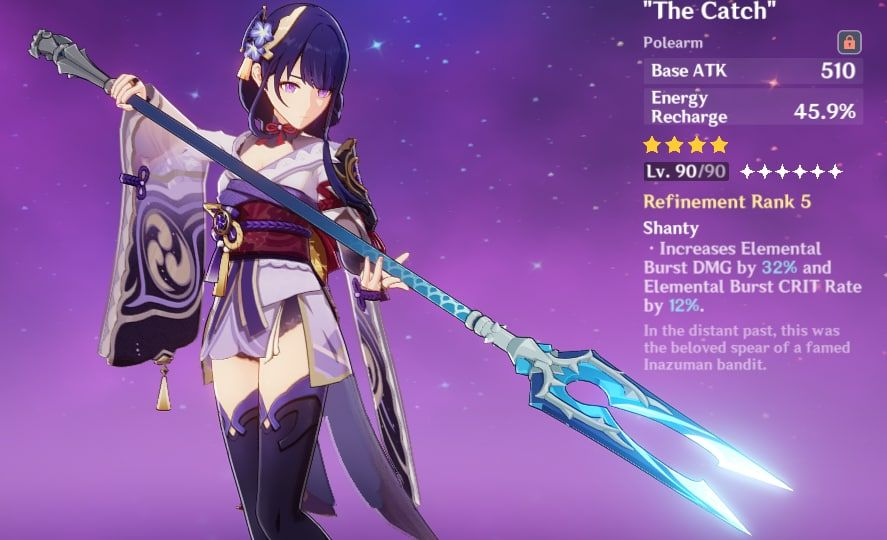 "The Catch"
Polearm
Base ATK 510
Energy
Recharge 45.9%
Lv. 90/90
Refinement Rank 5
Shanty
· Increases Elemental
Burst DMG by 32% and
Elemental Burst CRIT Rate
by 12%.
In the distant past, this was
the beloved spear of a famed
Inazuman bandit.